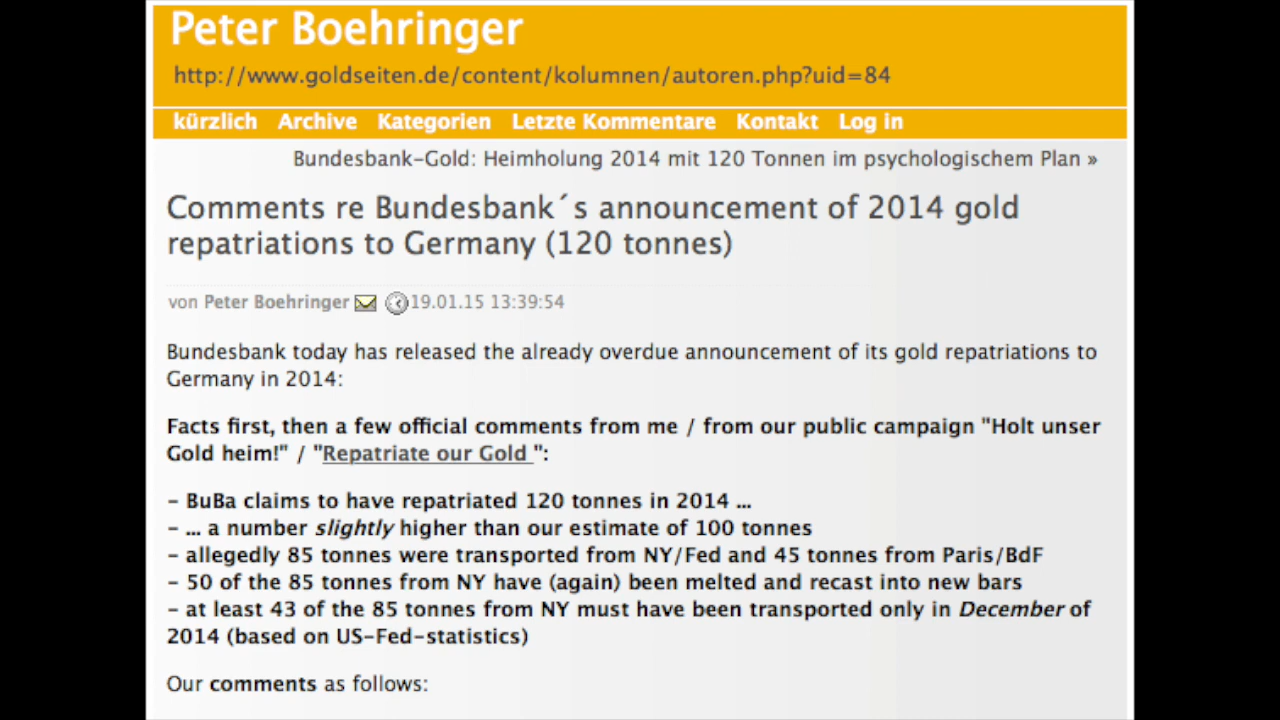 Peter Boehringer
http://www.goldseiten.de/content/kolumnen/autoren.php?uid=84
kürzlich Archive Kategorien Letzte Kommentare Kontakt Log in
Bundesbank-Gold: Heimholung 2014 mit 120 Tonnen im psychologischem Plan »
Comments re Bundesbank´s announcement of 2014 gold
repatriations to Germany (120 tonnes)
von Peter Boehringer 19.01.15 13:39:54
Bundesbank today has released the already overdue announcement of its gold repatriations to
Germany in 2014:
Facts first, then a few official comments from me / from our public campaign "Holt unser
Gold heim!" / "Repatriate our Gold ":
- BuBa claims to have repatriated 120 tonnes in 2014 ...
- ... a number slightly higher than our estimate of 100 tonnes
- allegedly 85 tonnes were transported from NY/Fed and 45 tonnes from Paris/BdF
- 50 of the 85 tonnes from NY have (again) been melted and recast into new bars
- at least 43 of the 85 tonnes from NY must have been transported only in December of
2014 (based on US-Fed-statistics)
Our comments as follows: